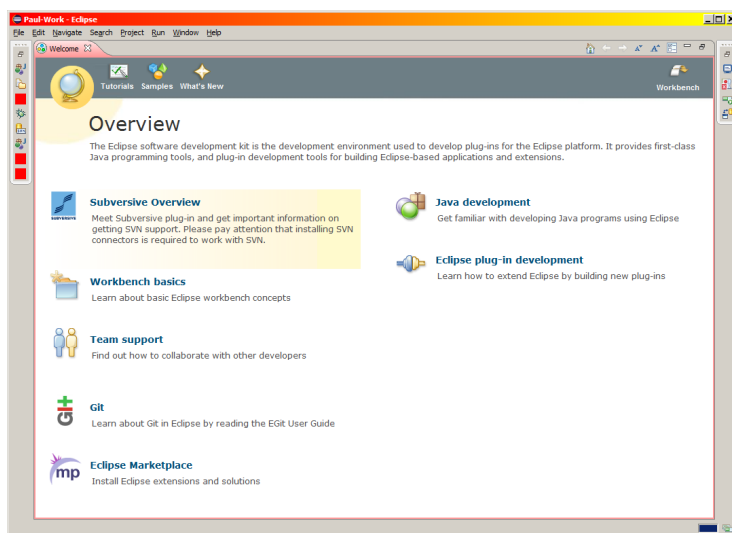 Paul-Work - Eclipse
File Edit Navigate Search Project Run Window Help
Welcome
Tutorials Samples What's New
Workbench
Overview
The Eclipse software development kit is the development environment used to develop plug-ins for the Eclipse platform. It provides first-class
Java programming tools, and plug-in development tools for building Eclipse-based applications and extensions.
SUBVERSIVE
Subversive Overview
Meet Subversive plug-in and get important information on
getting SVN support. Please pay attention that installing SVN
connectors is required to work with SVN.
Java development
Get familiar with developing Java programs using Eclipse
Eclipse plug-in development
Learn how to extend Eclipse by building new plug-ins
Workbench basics
Learn about basic Eclipse workbench concepts
Team support
Find out how to collaborate with other developers
git
Git
Learn about Git in Eclipse by reading the EGit User Guide
mp
Eclipse Marketplace
Install Eclipse extensions and solutions